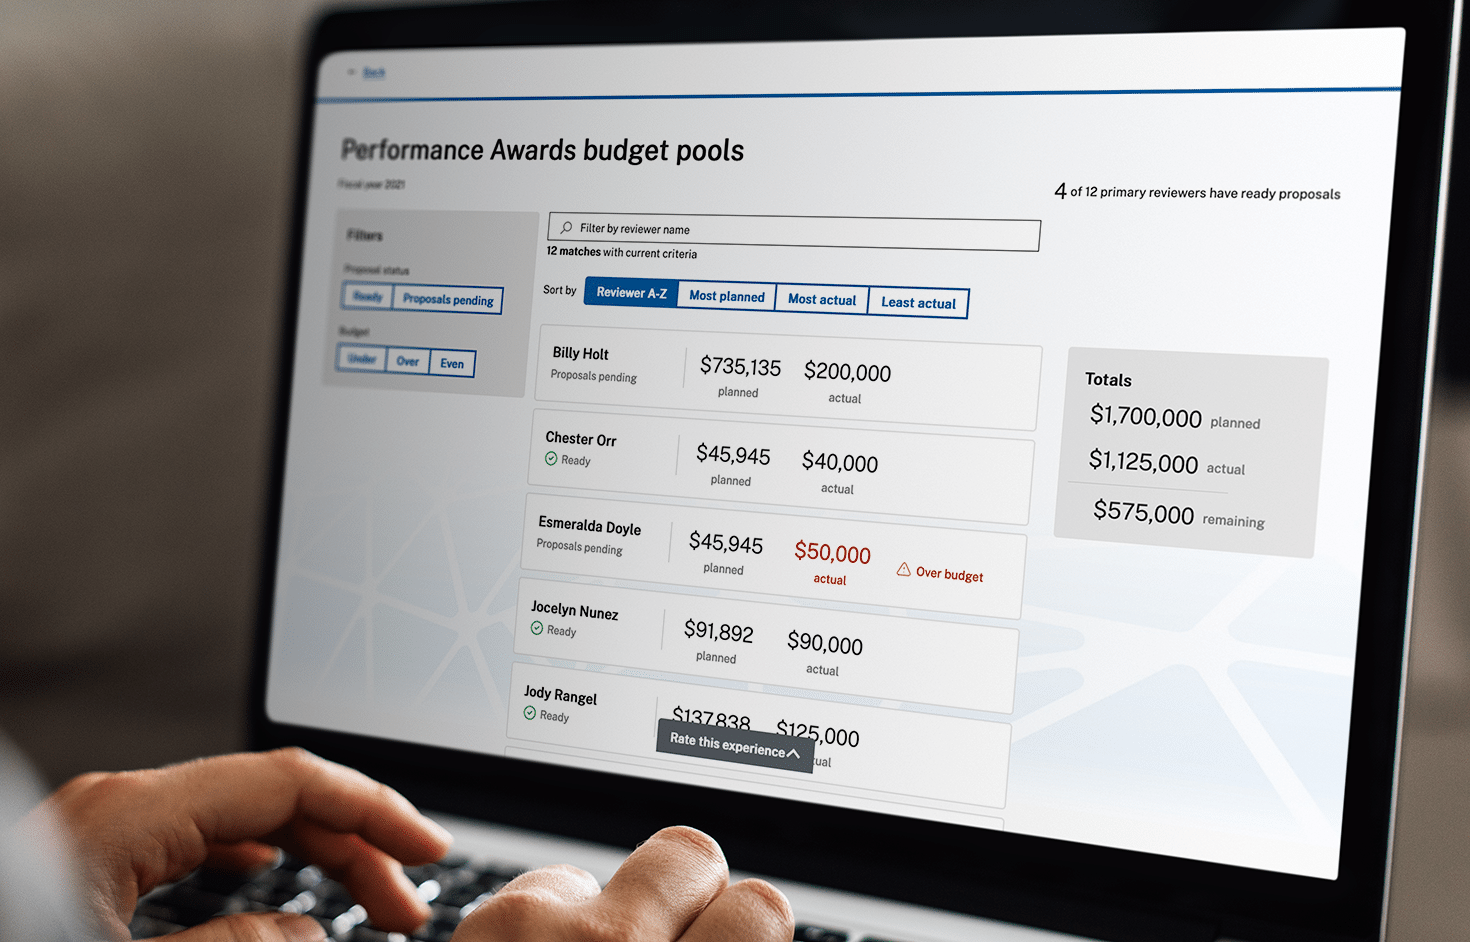 Back
Performance Awards budget pools
Fiscal year 2021
4 of 12 primary reviewers have ready proposals
Filters
Proposal status
Ready
Proposals pending
Budget
Under
Over
Even
Filter by reviewer name
12 matches with current criteria
Sort by
Reviewer A-Z
Most planned
Most actual
Least actual
Billy Holt
Proposals pending
$735,135
planned
$200,000
actual
Chester Orr
Ready
$45,945
planned
$40,000
actual
Esmeralda Doyle
Proposals pending
$45,945
planned
$50,000
actual
Over budget
Jocelyn Nunez
Ready
$91,892
planned
$90,000
actual
Jody Rangel
Ready
$137,838
$125,000
ual
Rate this experience
Totals
$1,700,000 planned
$1,125,000 actual
$575,000 remaining